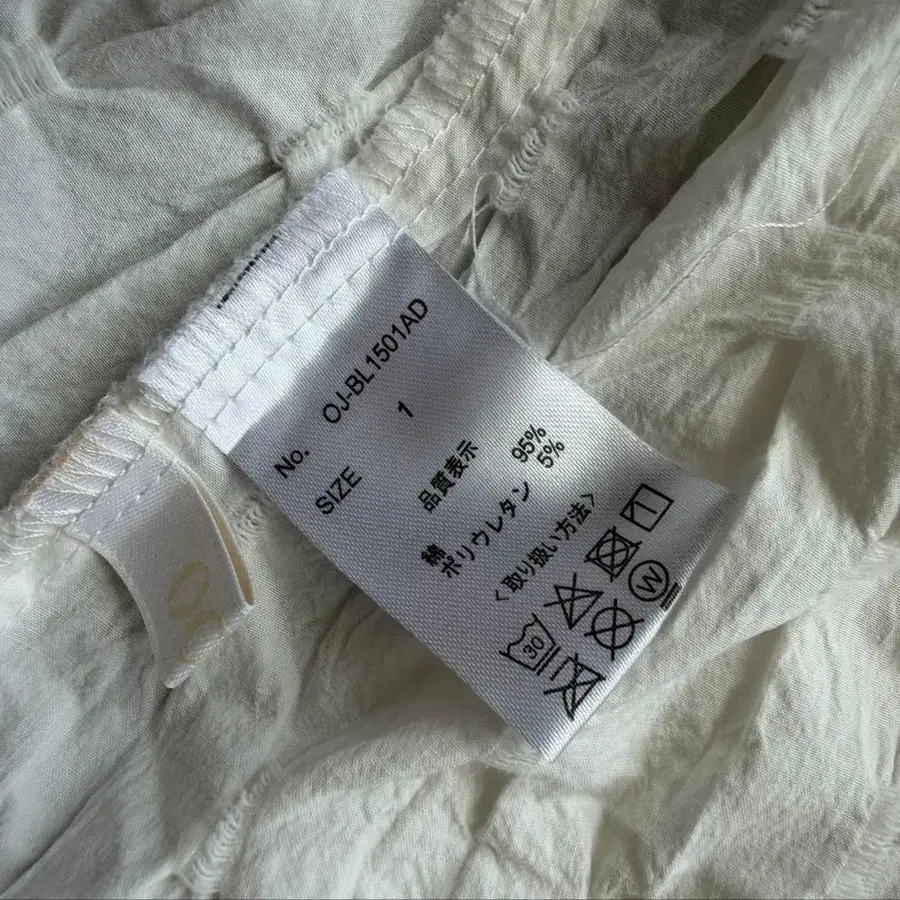 No. OJ-BL1501AD
SIZE 1
品質表示
綿 95%
ポリウレタン 5%
<取り扱い方法>
30
W